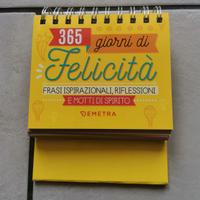 365 giorni di
Felicità
FRASI ISPIRAZIONALI, RIFLESSIONI
E MOTTI DI SPIRITO
DEMETRA